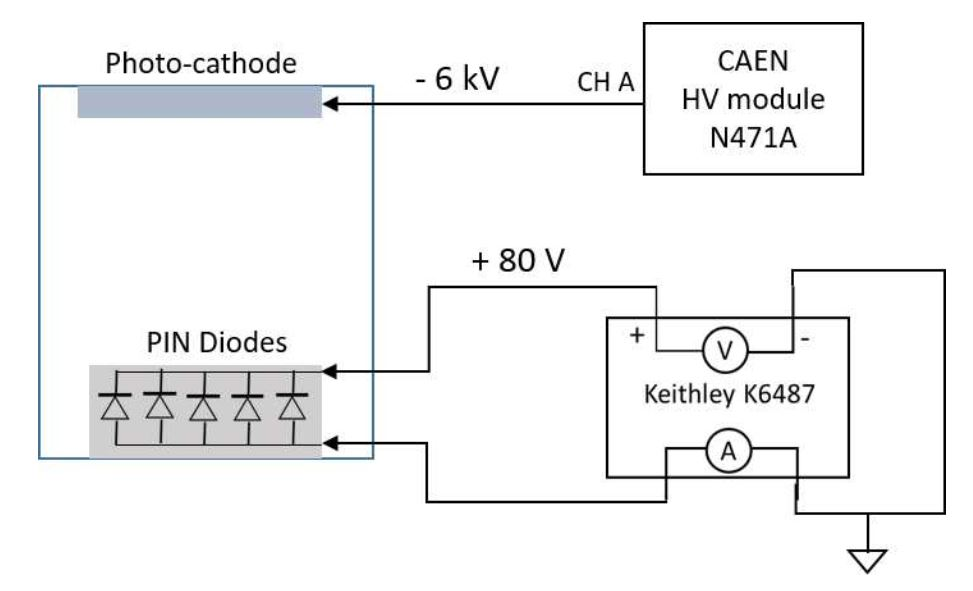 Photo-cathode
- 6 kV
CH A
CAEN
HV module
N471A
+ 80 V
PIN Diodes
+
V
-
Keithley K6487
A